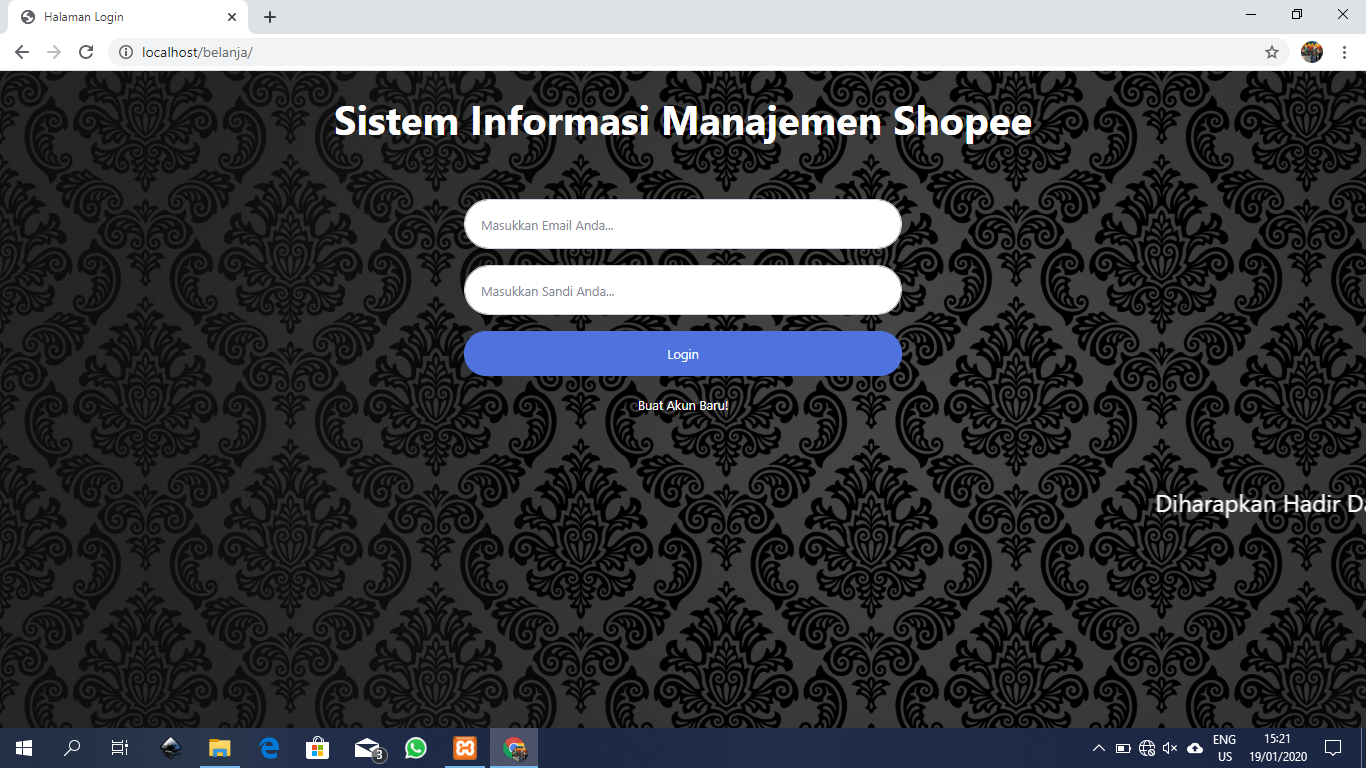 Halaman Login
localhost/belanja/
Sistem Informasi Manajemen Shopee
Masukkan Email Anda...
Masukkan Sandi Anda...
Login
Buat Akun Baru!
Diharapkan Hadir Da
3
ENG
US
15:21
19/01/2020